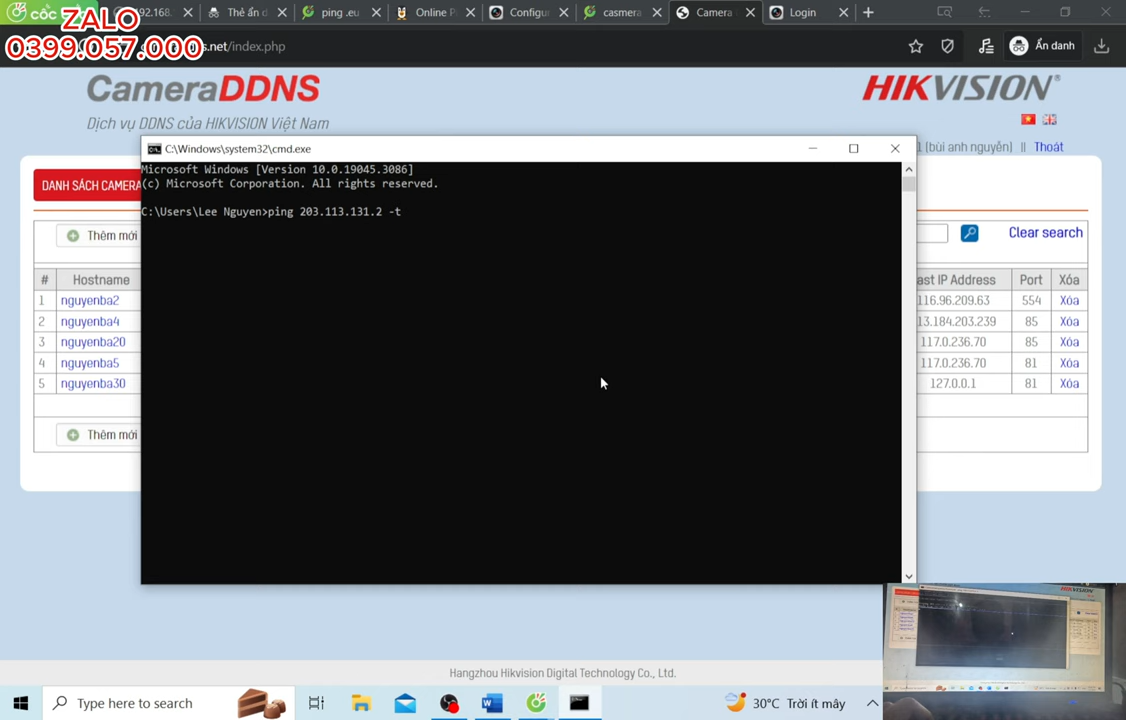 cốc
192.168.
Thẻ ẩn d
ping .eu
Online P
Configu
casmera
Camera
Login
ZALO
0399.057.000
s.net/index.php
Ẩn danh
CameraDDNS
HIKVISION®
Dịch vụ DDNS của HIKVISION Việt Nam
C:\Windows\system32\cmd.exe
[bùi anh nguyễn] || Thoát
Microsoft Windows [Version 10.0.19045.3086]
(c) Microsoft Corporation. All rights reserved.
DANH SÁCH CAMERA
C:\Users\Lee Nguyen>ping 203.113.131.2 -t
Thêm mới
Clear search
# Hostname ast IP Address Port Xóa
1 nguyenba2 116.96.209.63 554 Xóa
2 nguyenba4 13.184.203.239 85 Xóa
3 nguyenba20 117.0.236.70 85 Xóa
4 nguyenba5 117.0.236.70 81 Xóa
5 nguyenba30 127.0.0.1 81 Xóa
Thêm mới
HIKVISION
Hangzhou Hikvision Digital Technology Co., Ltd.
Type here to search
30°C Trời ít mây